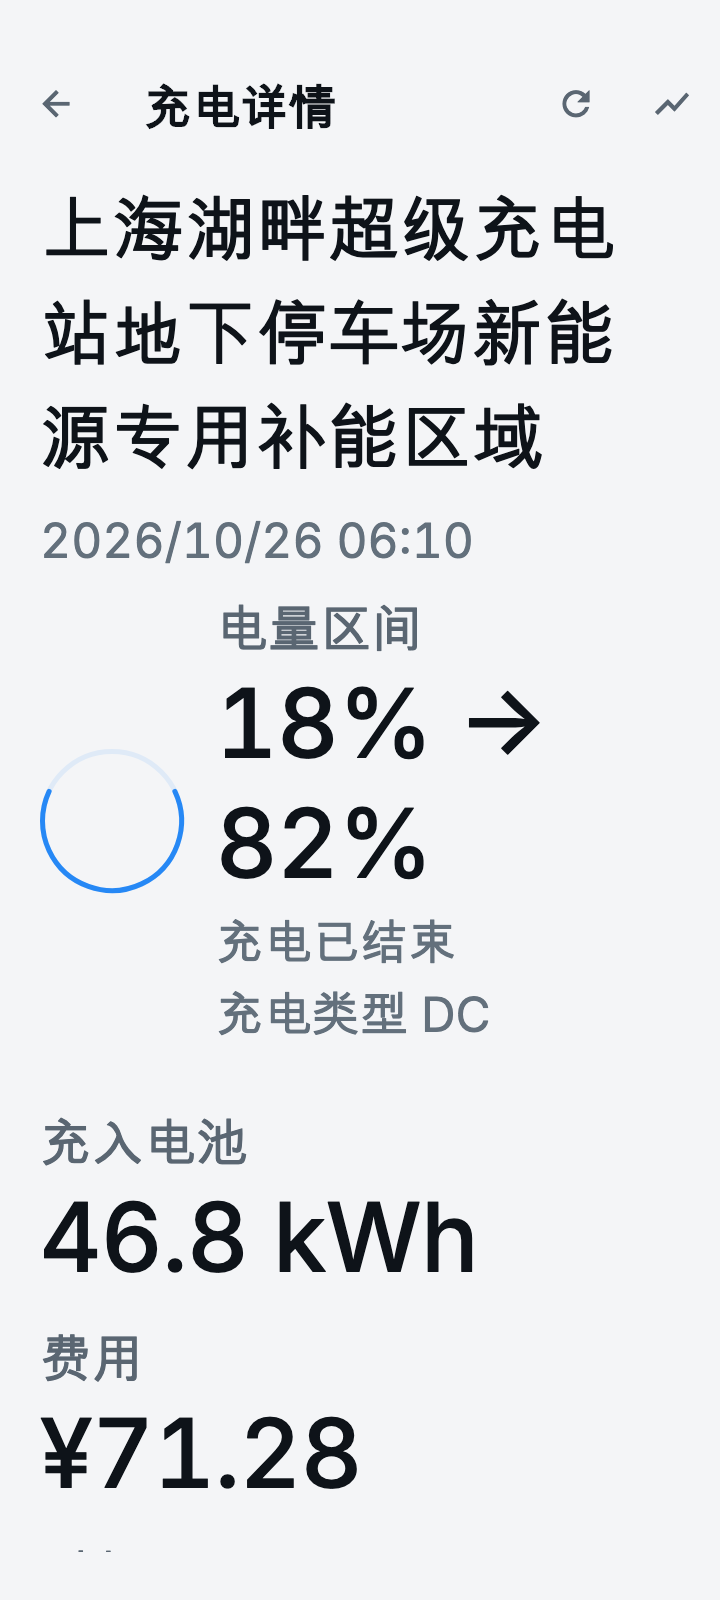 充电详情
上海湖畔超级充电
站地下停车场新能
源专用补能区域
2026/10/26 06:10
电量区间
18% →
82%
充电已结束
充电类型 DC
充入电池
46.8 kWh
费用
¥71.28